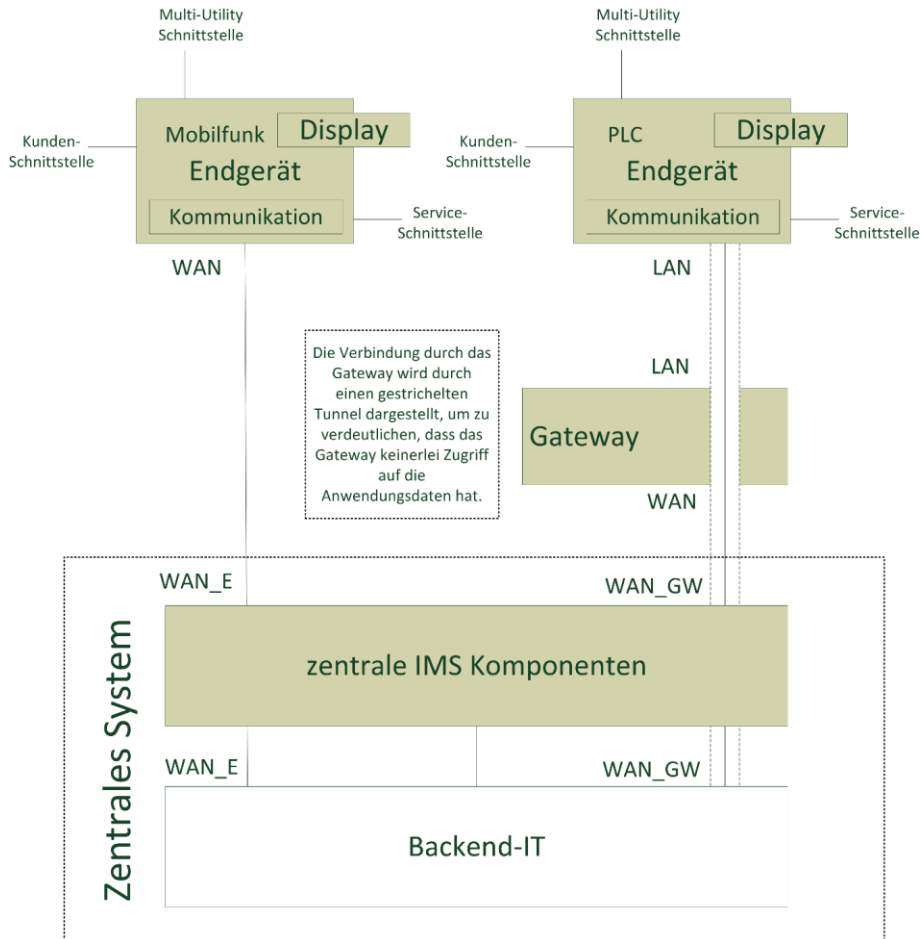 Multi-Utility
Schnittstelle
Multi-Utility
Schnittstelle
Kunden-
Schnittstelle
Mobilfunk
Display
Endgerät
Kommunikation
Service-
Schnittstelle
Kunden-
Schnittstelle
PLC
Display
Endgerät
Kommunikation
Service-
Schnittstelle
WAN
LAN
Die Verbindung durch das
Gateway wird durch
einen gestrichelten
Tunnel dargestellt, um zu
verdeutlichen, dass das
Gateway keinerlei Zugriff
auf die
Anwendungsdaten hat.
LAN
Gateway
WAN
Zentrales System
WAN_E
WAN_GW
zentrale IMS Komponenten
WAN_E
WAN_GW
Backend-IT